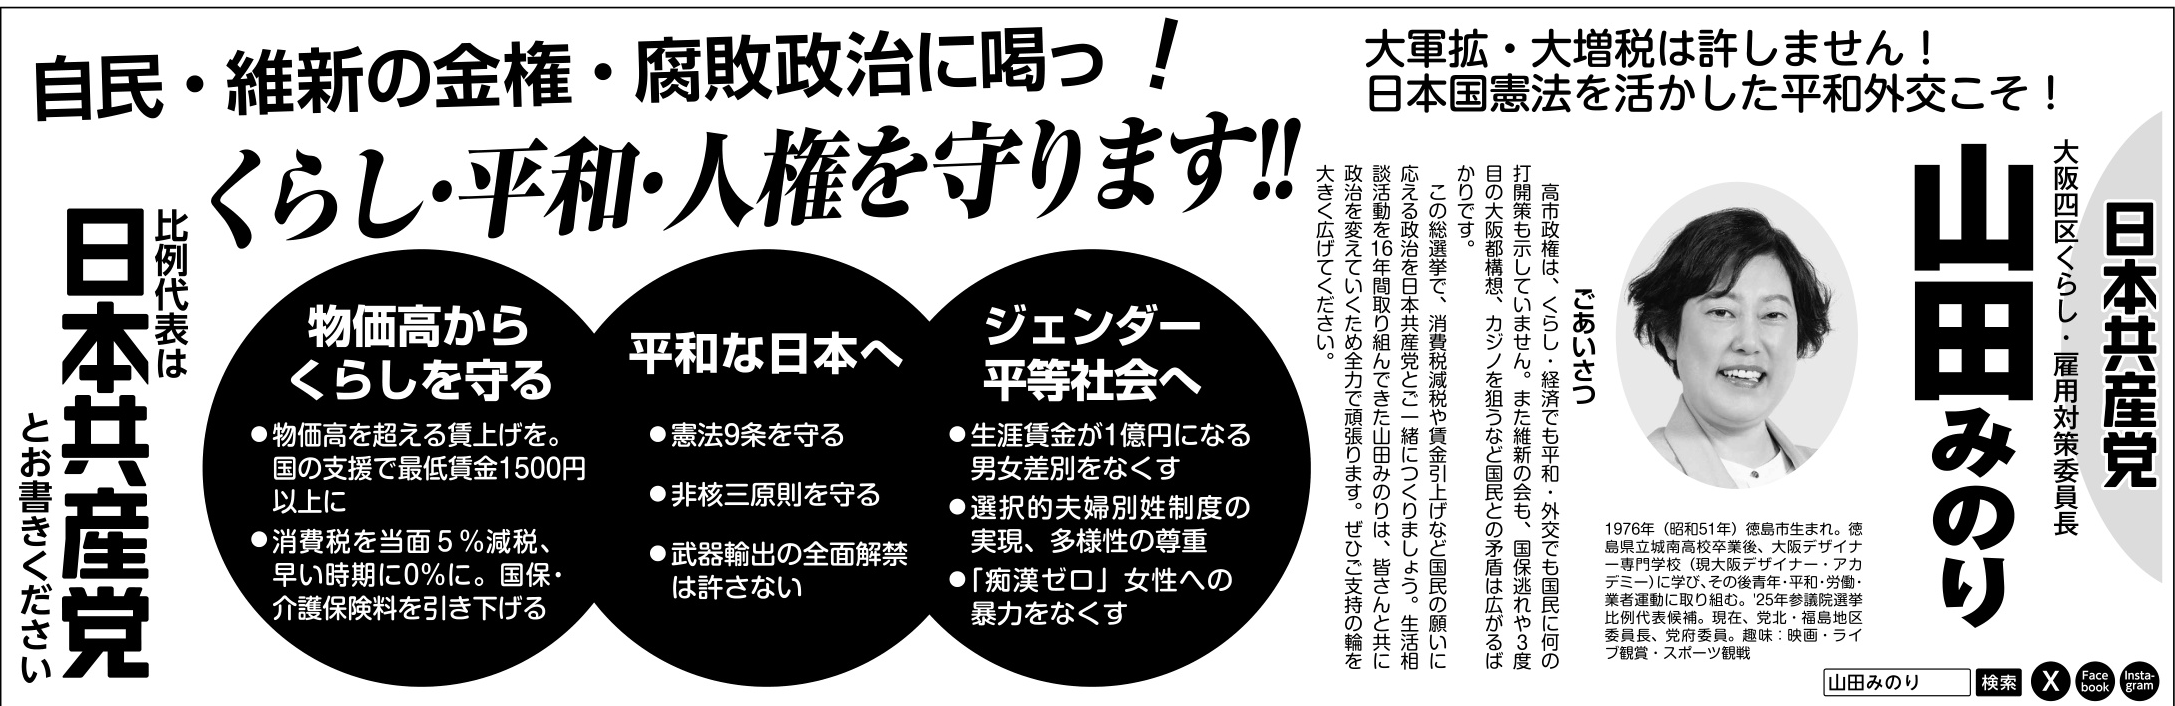 大軍拡・大増税は許しません！
日本国憲法を活かした平和外交こそ！
日本共産党
大阪四区くらし・雇用対策委員長
山田みのり
1976年（昭和51年）徳島市生まれ。徳
島県立城南高校卒業後、大阪デザイナ
ー専門学校（現大阪デザイナー・アカ
デミー）に学び、その後青年・平和・労働・
業者運動に取り組む。'25年参議院選挙
比例代表候補。現在、党北・福島地区
委員長、党府委員。趣味：映画・ライ
ブ観賞・スポーツ観戦
山田みのり 検索 X Face book Insta-gram
ごあいさつ
高市政権は、くらし・経済でも平和・外交でも国民に何の
打開策も示していません。また維新の会も、国保逃れや3度
目の大阪都構想、カジノを狙うなど国民との矛盾は広がるば
かりです。
この総選挙で、消費税減税や賃金引上げなど国民の願いに
応える政治を日本共産党とご一緒につくりましょう。生活相
談活動を16年間取り組んできた山田みのりは、皆さんと共に
政治を変えていくため全力で頑張ります。ぜひご支持の輪を
大きく広げてください。
自民・維新の金権・腐敗政治に喝っ！
くらし・平和・人権を守ります!!
物価高から
くらしを守る
●物価高を超える賃上げを。
国の支援で最低賃金1500円
以上に
●消費税を当面５％減税、
早い時期に0％に。国保・
介護保険料を引き下げる
平和な日本へ
●憲法9条を守る
●非核三原則を守る
●武器輸出の全面解禁
は許さない
ジェンダー
平等社会へ
●生涯賃金が1億円になる
男女差別をなくす
●選択的夫婦別姓制度の
実現、多様性の尊重
●「痴漢ゼロ」女性への
暴力をなくす
比例代表は
日本共産党
とお書きください